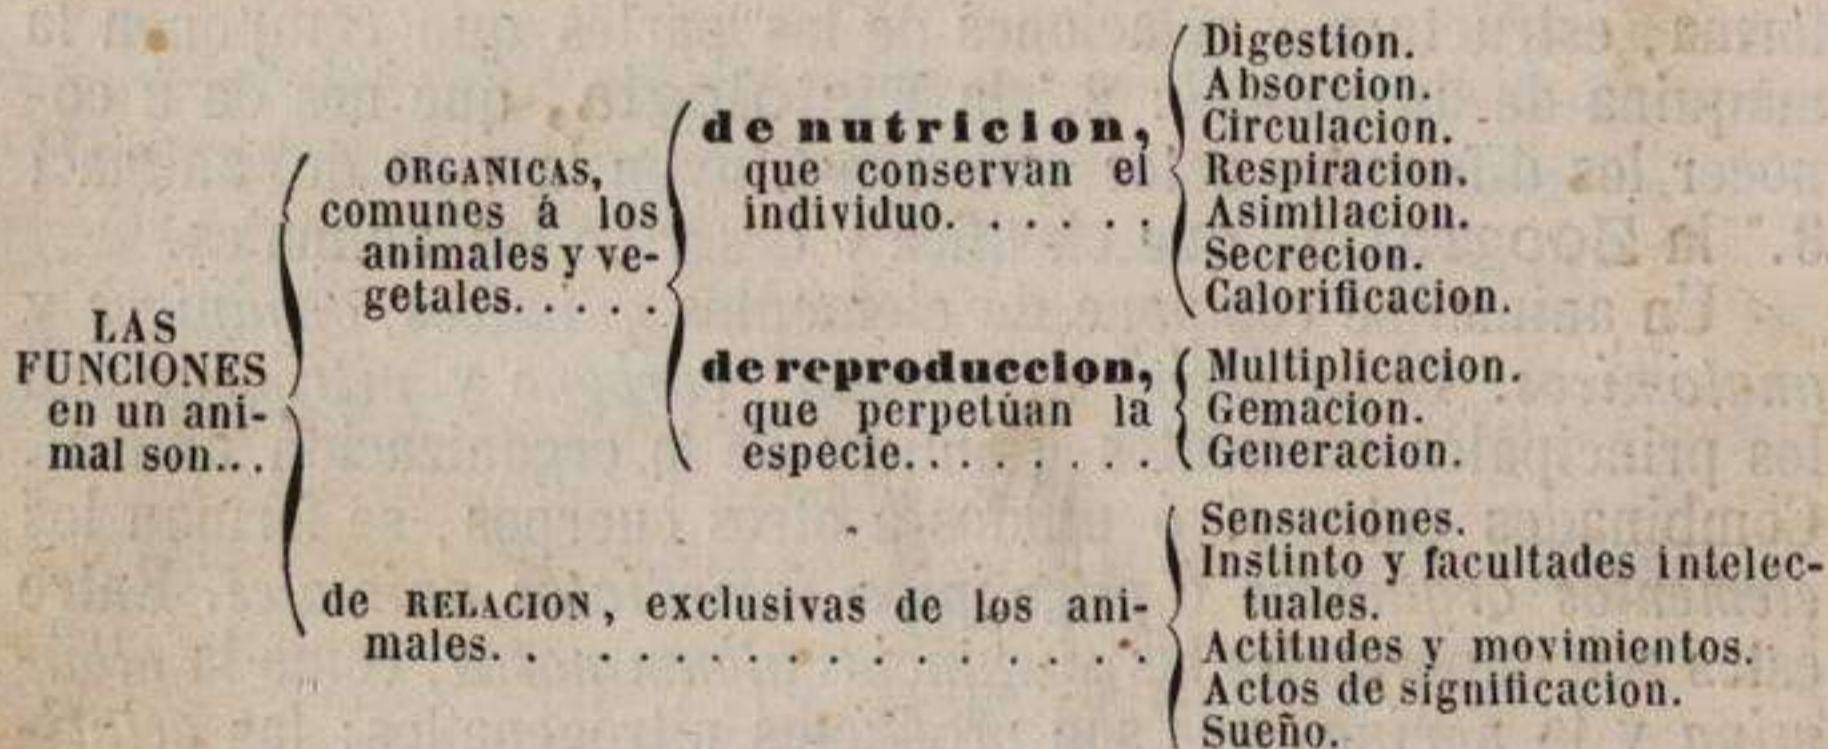 LAS
FUNCIONES
en un ani-
mal son...
ORGANICAS,
comunes á los
animales y ve-
getales. . . . .
de nutricion,
que conservan el
individuo. . . . . .
Digestion.
Absorcion.
Circulacion.
Respiracion.
Asimilacion.
Secrecion.
Calorificacion.
de reproduccion,
que perpetúan la
especie. . . . . . . .
Multiplicacion.
Gemacion.
Generacion.
de RELACION, exclusivas de los ani-
males. . . . . . . . . . . . . . . .
Sensaciones.
Instinto y facultades intelec-
tuales.
Actitudes y movimientos.
Actos de significacion.
Sueño.